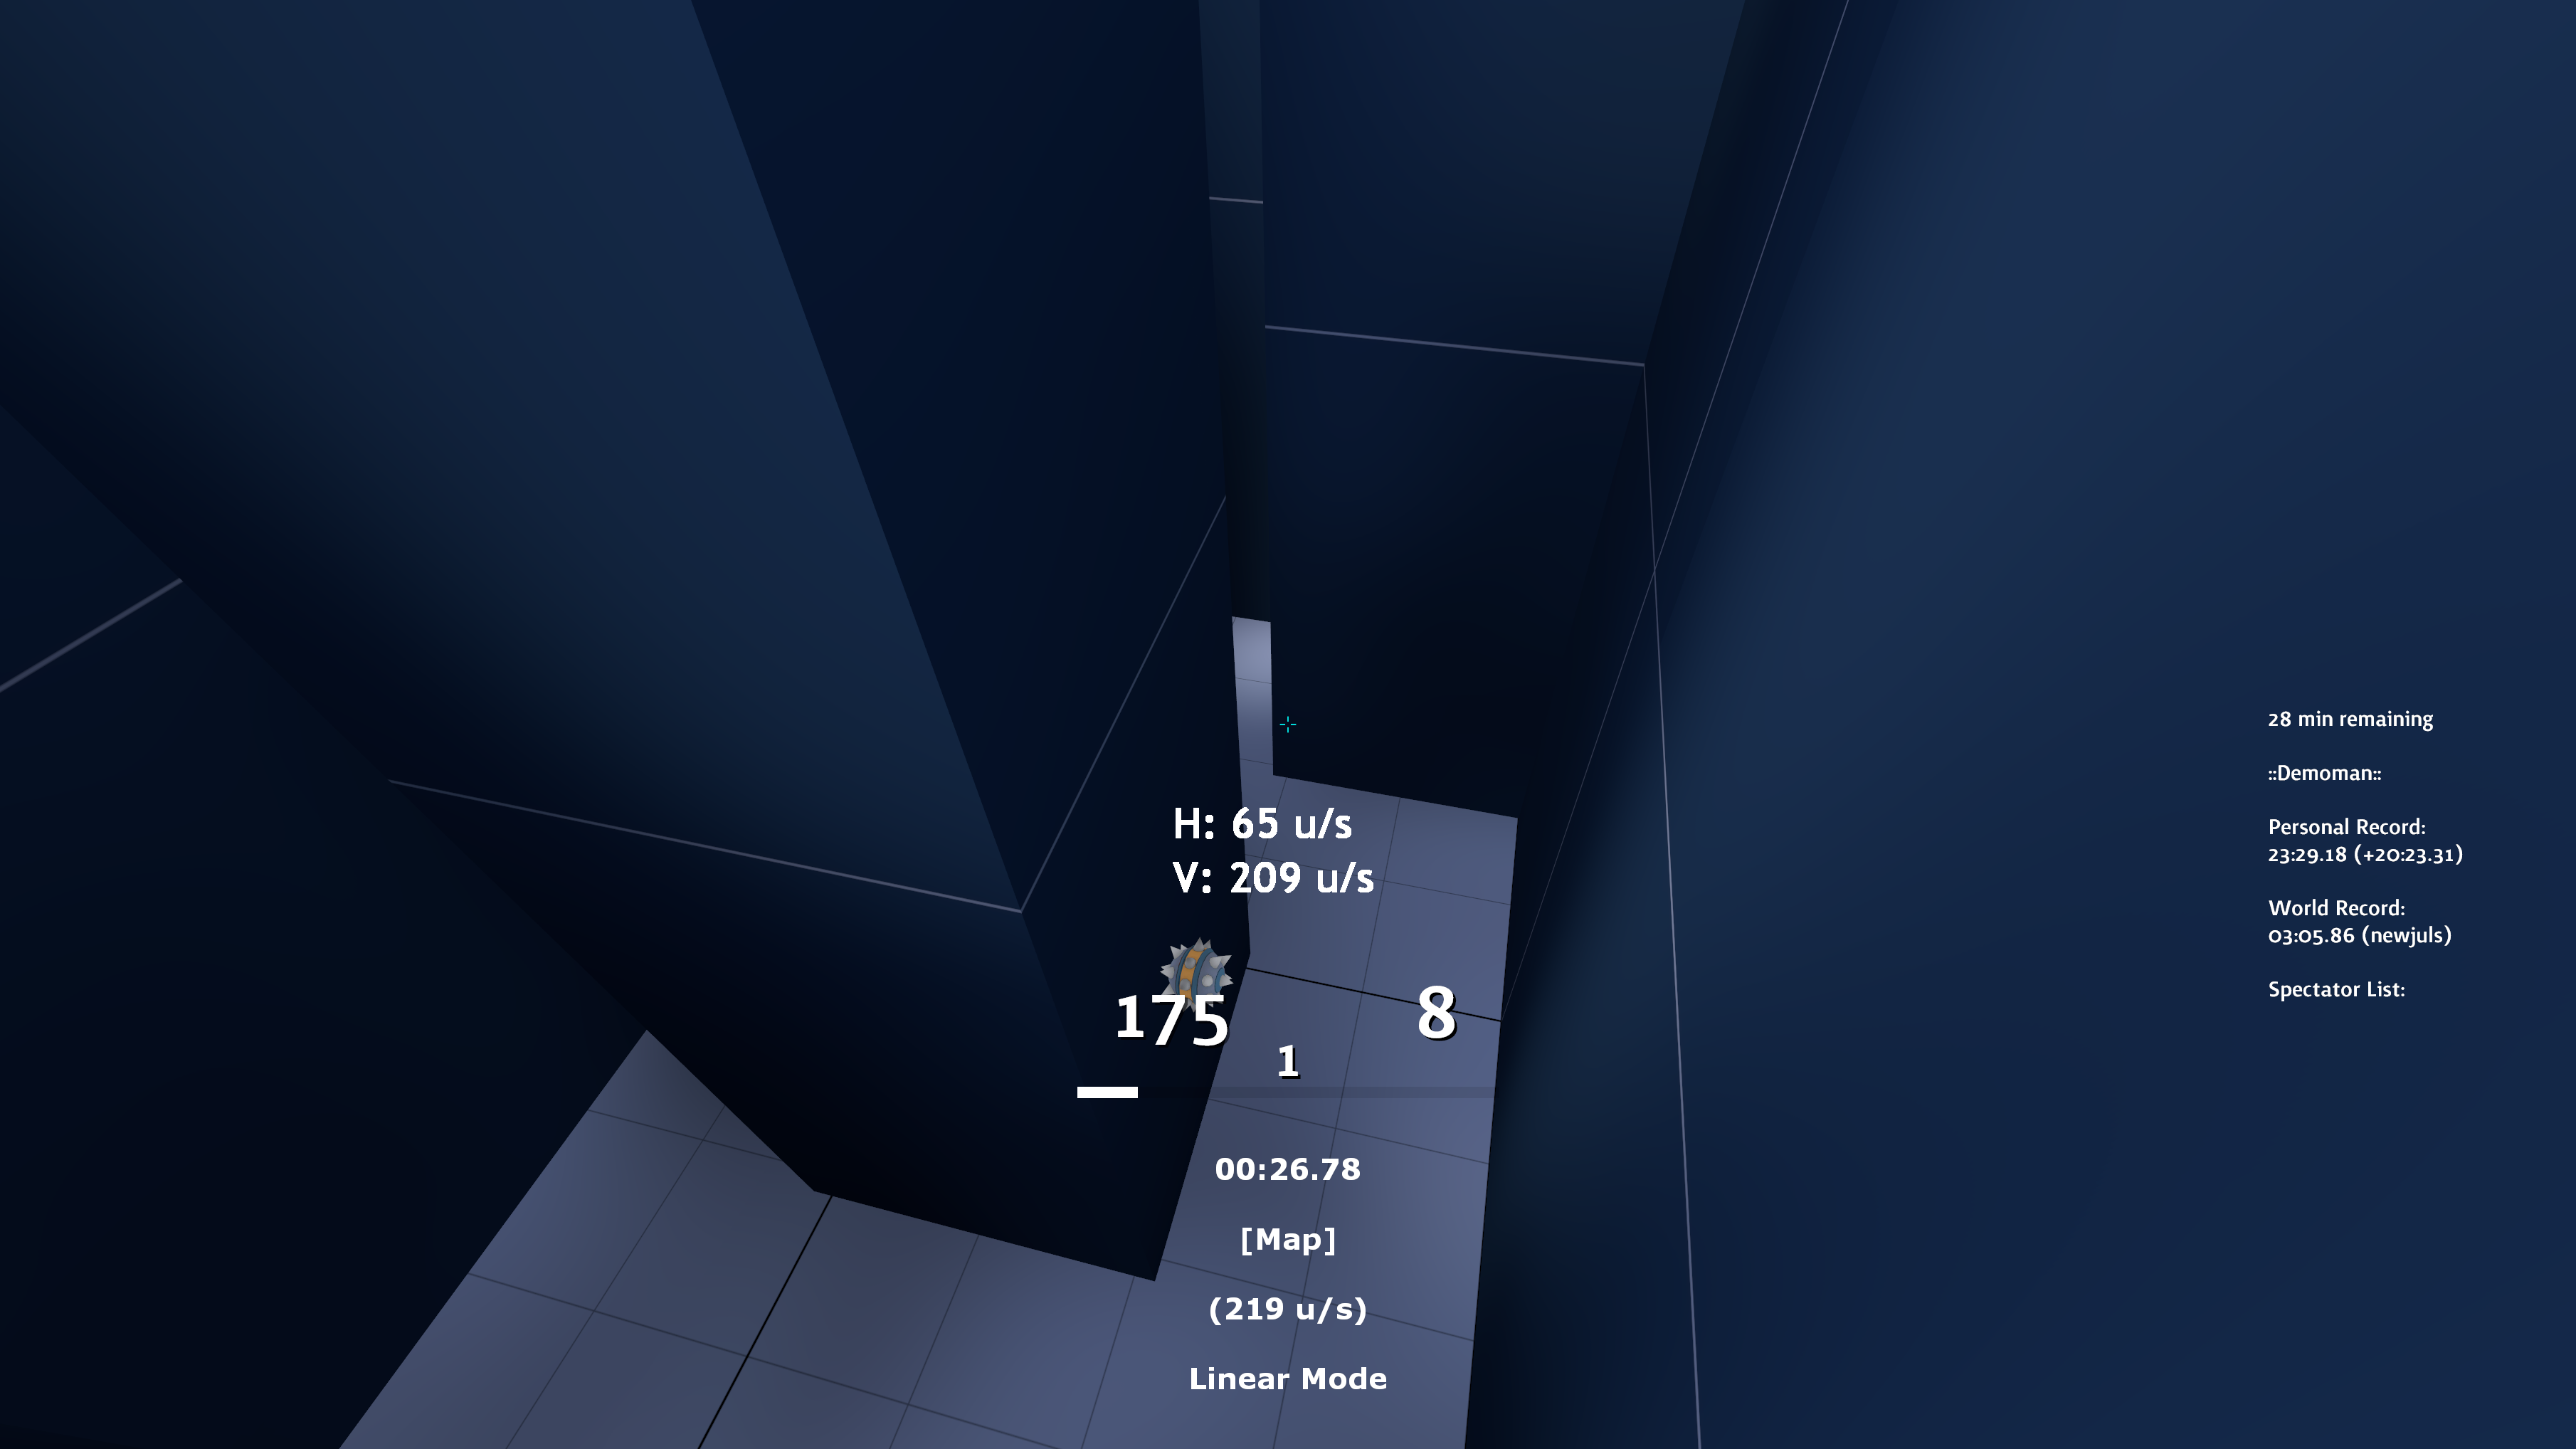 28 min remaining
::Demoman::
Personal Record:
23:29.18 (+20:23.31)
World Record:
03:05.86 (newjuls)
Spectator List:
H: 65 u/s
V: 209 u/s
175
8
1
00:26.78
[Map]
(219 u/s)
Linear Mode